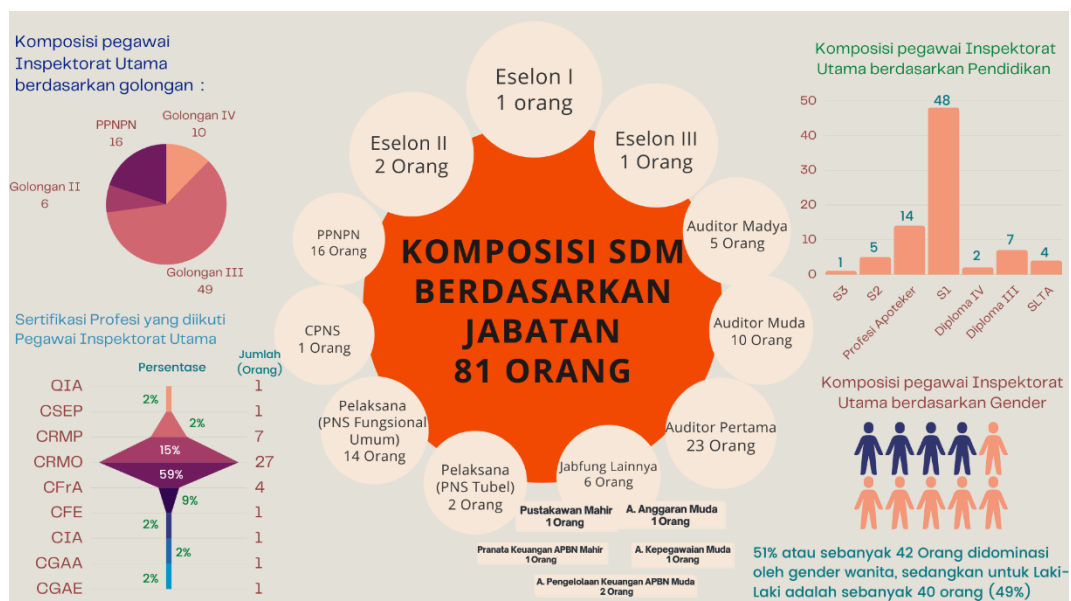 Komposisi pegawai
Inspektorat Utama
berdasarkan golongan :
PPNPN
16
Golongan IV
10
Golongan II
6
Golongan III
49
Sertifikasi Profesi yang diikuti
Pegawai Inspektorat Utama
Persentase
Jumlah
(Orang)
QIA
1
2%
CSEP
1
2%
CRMP
7
15%
CRMO
27
59%
CFrA
4
9%
CFE
1
2%
CIA
1
2%
CGAA
1
2%
CGAE
1
Eselon I
1 orang
Eselon II
2 Orang
Eselon III
1 Orang
PPNPN
16 Orang
Auditor Madya
5 Orang
CPNS
1 Orang
Auditor Muda
10 Orang
Pelaksana
(PNS Fungsional
Umum)
14 Orang
Auditor Pertama
23 Orang
Pelaksana
(PNS Tubel)
2 Orang
Jabfung Lainnya
6 Orang
KOMPOSISI SDM
BERDASARKAN
JABATAN
81 ORANG
Pustakawan Mahir
1 Orang
A. Anggaran Muda
1 Orang
Pranata Keuangan APBN Mahir
1 Orang
A. Kepegawaian Muda
1 Orang
A. Pengelolaan Keuangan APBN Muda
2 Orang
Komposisi pegawai Inspektorat
Utama berdasarkan Pendidikan
50
40
30
20
10
0
1
5
14
48
2
7
4
S3
S2
Profesi Apoteker
S1
Diploma IV
Diploma III
SLTA
Komposisi pegawai Inspektorat
Utama berdasarkan Gender
51% atau sebanyak 42 Orang didominasi
oleh gender wanita, sedangkan untuk Laki-
Laki adalah sebanyak 40 orang (49%)